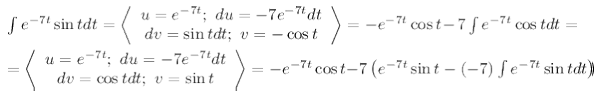 ∫ e^{-7t} sin t dt = ⟨ u = e^{-7t}; du = -7e^{-7t}dt
dv = sin t dt; v = -cos t ⟩ = -e^{-7t} cos t - 7 ∫ e^{-7t} cos t dt =
= ⟨ u = e^{-7t}; du = -7e^{-7t}dt
dv = cos t dt; v = sin t ⟩ = -e^{-7t} cos t - 7 (e^{-7t} sin t - (-7) ∫ e^{-7t} sin t dt)